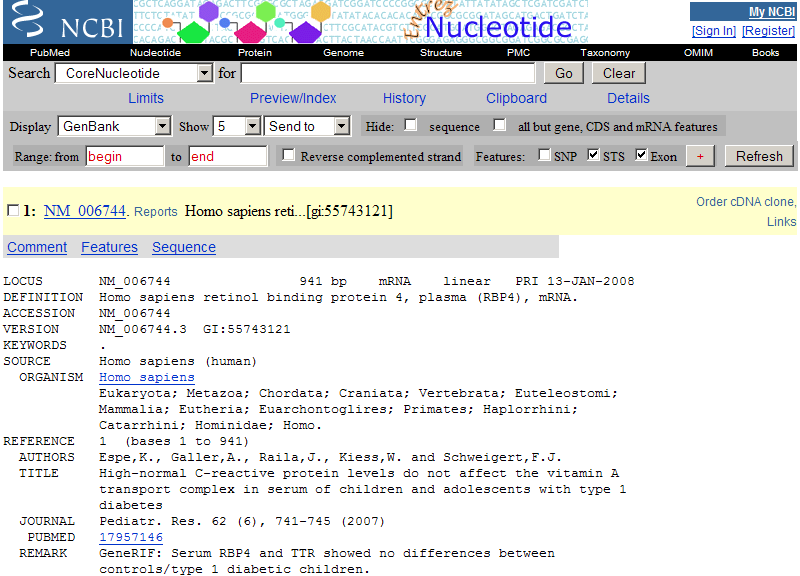 NCBI
Entrez
Nucleotide
My NCBI
[Sign In] [Register]
PubMed Nucleotide Protein Genome Structure PMC Taxonomy OMIM Books
Search CoreNucleotide for Go Clear
Limits Preview/Index History Clipboard Details
Display GenBank Show 5 Send to Hide: sequence all but gene, CDS and mRNA features
Range: from begin to end Reverse complemented strand Features: SNP STS Exon + Refresh
1: NM_006744. Reports Homo sapiens reti...[gi:55743121]
Order cDNA clone,
Links
Comment Features Sequence
LOCUS NM_006744 941 bp mRNA linear PRI 13-JAN-2008
DEFINITION Homo sapiens retinol binding protein 4, plasma (RBP4), mRNA.
ACCESSION NM_006744
VERSION NM_006744.3 GI:55743121
KEYWORDS .
SOURCE Homo sapiens (human)
ORGANISM Homo sapiens
Eukaryota; Metazoa; Chordata; Craniata; Vertebrata; Euteleostomi;
Mammalia; Eutheria; Euarchontoglires; Primates; Haplorrhini;
Catarrhini; Hominidae; Homo.
REFERENCE 1 (bases 1 to 941)
AUTHORS Espe,K., Galler,A., Raila,J., Kiess,W. and Schweigert,F.J.
TITLE High-normal C-reactive protein levels do not affect the vitamin A
transport complex in serum of children and adolescents with type 1
diabetes
JOURNAL Pediatr. Res. 62 (6), 741-745 (2007)
PUBMED 17957146
REMARK GeneRIF: Serum RBP4 and TTR showed no differences between
controls/type 1 diabetic children.